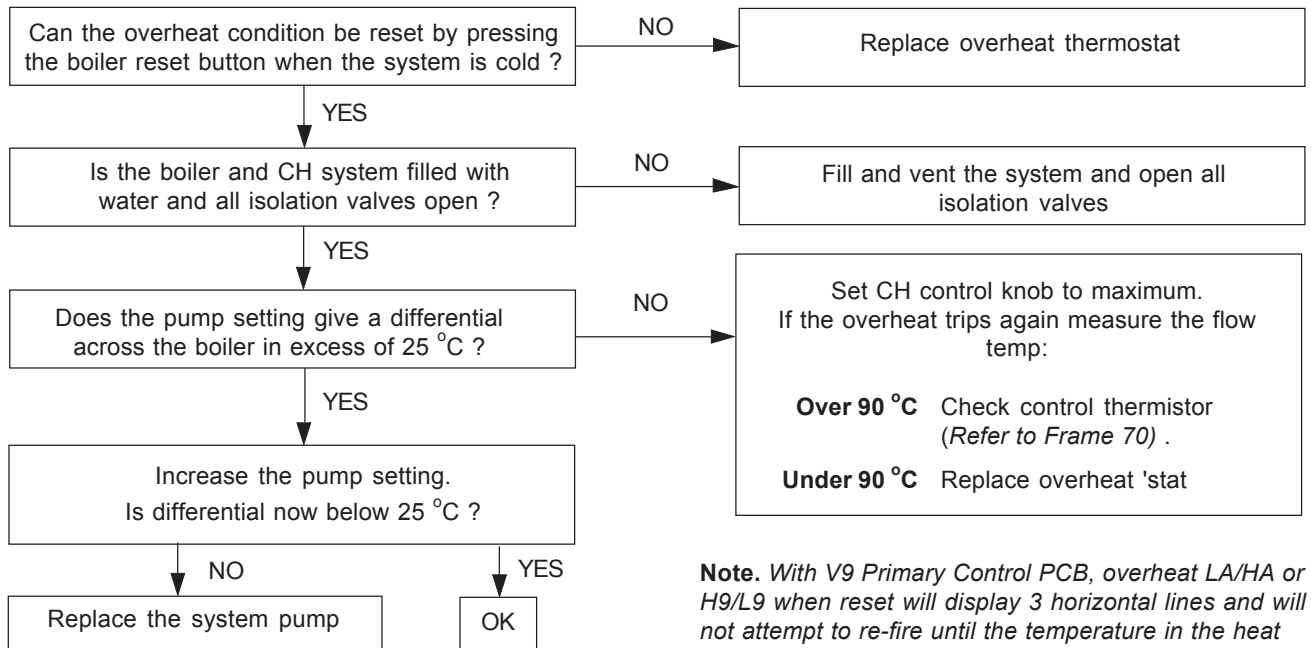 Can the overheat condition be reset by pressing
the boiler reset button when the system is cold ?
NO
Replace overheat thermostat
YES
Is the boiler and CH system filled with
water and all isolation valves open ?
NO
Fill and vent the system and open all
isolation valves
YES
Does the pump setting give a differential
across the boiler in excess of 25 °C ?
NO
Set CH control knob to maximum.
If the overheat trips again measure the flow
temp:
Over 90 °C Check control thermistor
(Refer to Frame 70) .
Under 90 °C Replace overheat 'stat
YES
Increase the pump setting.
Is differential now below 25 °C ?
NO
YES
Replace the system pump
OK
Note. With V9 Primary Control PCB, overheat LA/HA or
H9/L9 when reset will display 3 horizontal lines and will
not attempt to re-fire until the temperature in the heat